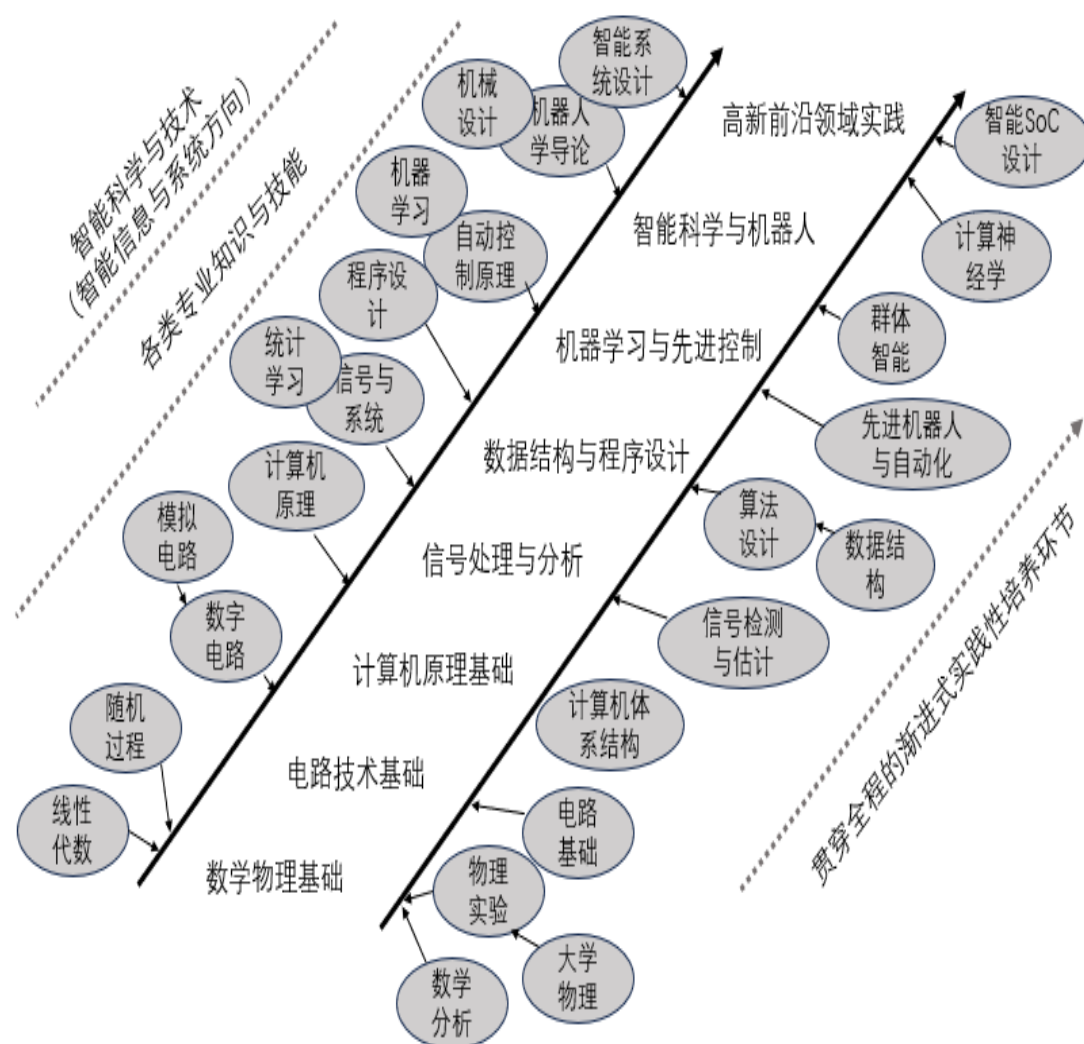 智能科学与技术
（智能信息与系统方向）
各类专业知识与技能
智能系
统设计
机械
设计
机器人
学导论
机器
学习
自动控
制原理
程序设
计
统计
学习
信号与
系统
计算机
原理
模拟
电路
数字
电路
随机
过程
线性
代数
高新前沿领域实践
智能科学与机器人
机器学习与先进控制
数据结构与程序设计
信号处理与分析
计算机原理基础
电路技术基础
数学物理基础
智能SoC
设计
计算神
经学
群体
智能
先进机器人
与自动化
算法
设计
数据结
构
信号检测
与估计
计算机体
系结构
电路
基础
物理
实验
大学
物理
数学
分析
贯穿全程的渐进式实践性培养环节